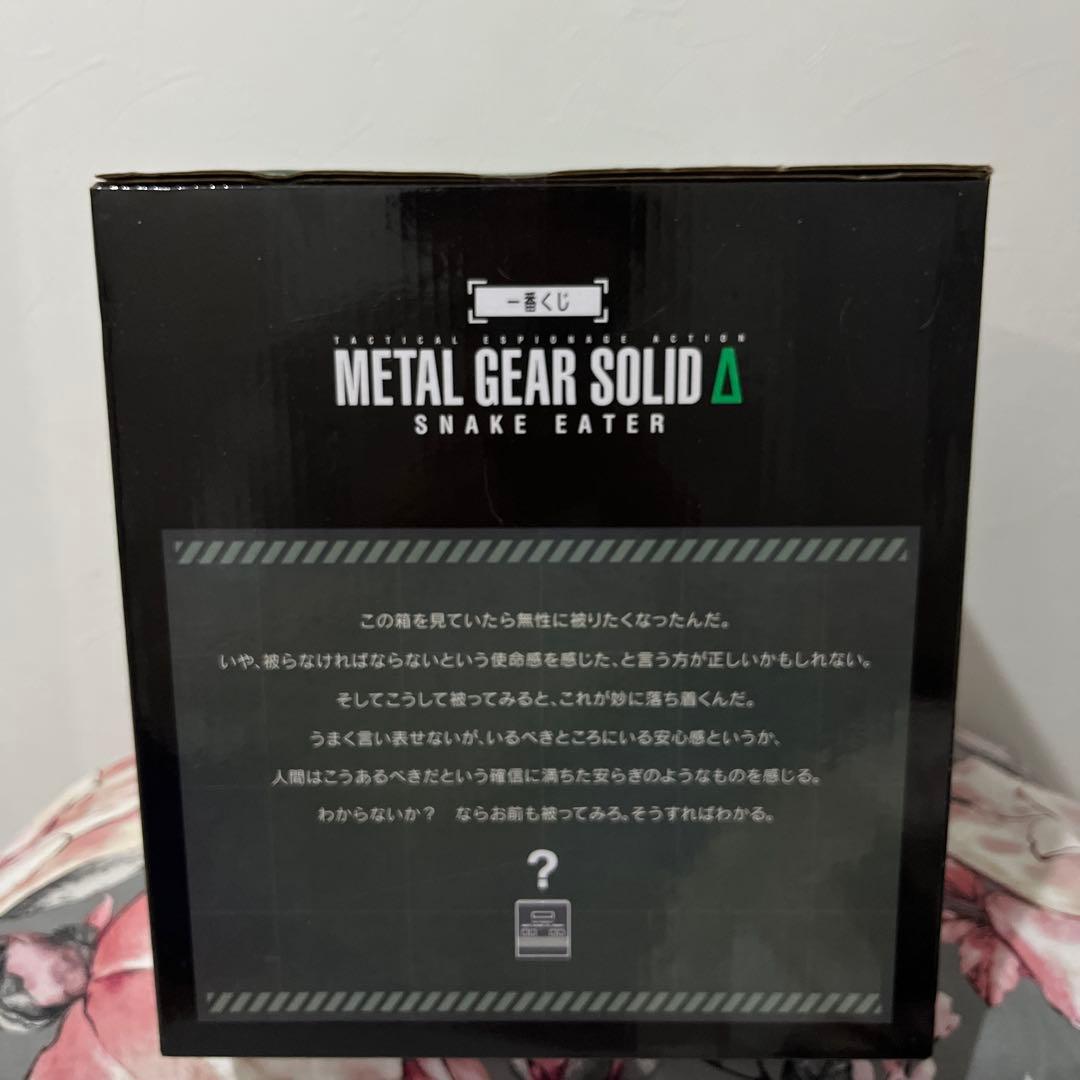 一番くじ
TACTICAL ESPIONAGE ACTION
METAL GEAR SOLID Δ
SNAKE EATER
この箱を見ていたら無性に被りたくなったんだ。
いや、被らなければならないという使命感を感じた、と言う方が正しいかもしれない。
そしてこうして被ってみると、これが妙に落ち着くんだ。
うまく言い表せないが、いるべきところにいる安心感というか、
人間はこうあるべきだという確信に満ちた安らぎのようなものを感じる。
わからないか？　ならお前も被ってみろ。そうすればわかる。
?